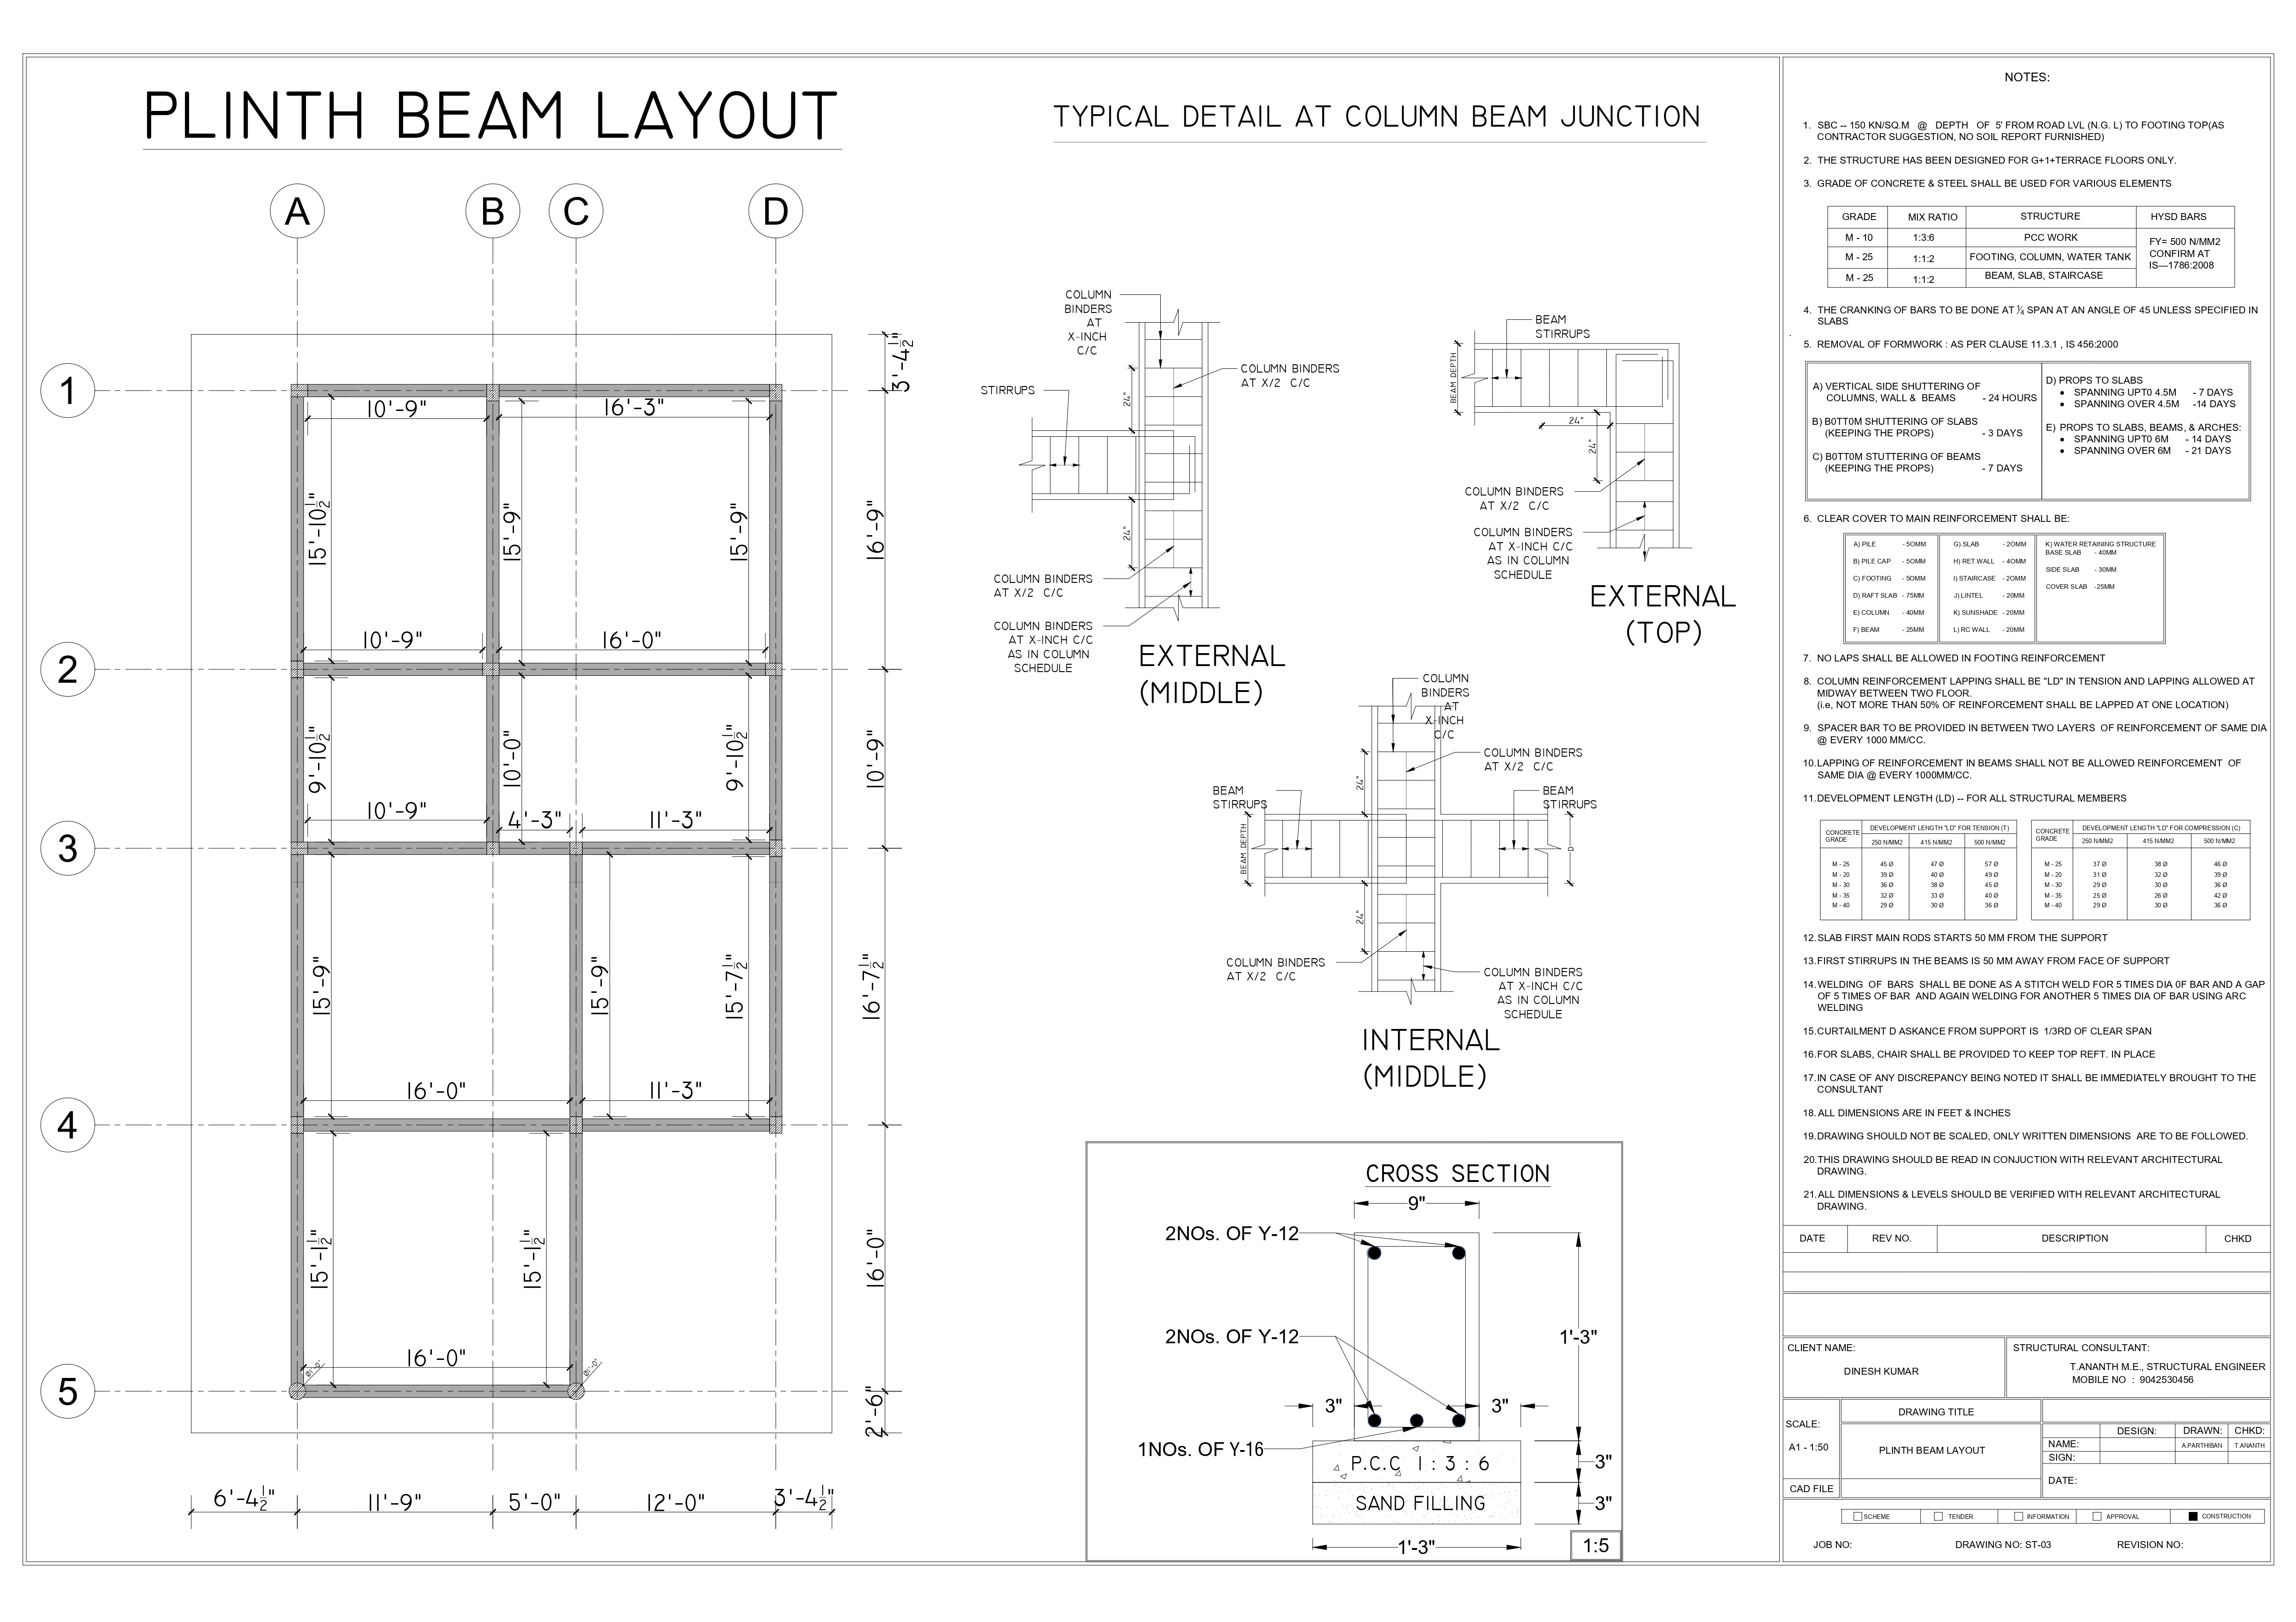 PLINTH BEAM LAYOUT
A
B
C
D
1
2
3
4
5
3'-4½"
10'-9"
16'-3"
15'-10½"
15'-9"
15'-9"
16'-9"
10'-9"
16'-0"
9'-10½"
10'-0"
9'-10½"
10'-9"
10'-9"
4'-3"
11'-3"
15'-9"
15'-9"
15'-7½"
16'-7½"
16'-0"
11'-3"
15'-1½"
15'-1½"
16'-0"
16'-0"
Ø1'-0"
Ø1'-0"
2'-6"
6'-4½"
11'-9"
5'-0"
12'-0"
3'-4½"
TYPICAL DETAIL AT COLUMN BEAM JUNCTION
COLUMN
BINDERS
AT
X-INCH
C/C
STIRRUPS
COLUMN BINDERS
AT X/2 C/C
24"
24"
COLUMN BINDERS
AT X/2 C/C
COLUMN BINDERS
AT X-INCH C/C
AS IN COLUMN
SCHEDULE
EXTERNAL
(MIDDLE)
BEAM
STIRRUPS
BEAM DEPTH
24"
24"
COLUMN BINDERS
AT X/2 C/C
COLUMN BINDERS
AT X-INCH C/C
AS IN COLUMN
SCHEDULE
EXTERNAL
(TOP)
COLUMN
BINDERS
AT
X-INCH
C/C
COLUMN BINDERS
AT X/2 C/C
24"
BEAM
STIRRUPS
BEAM
STIRRUPS
BEAM DEPTH
D
24"
COLUMN BINDERS
AT X/2 C/C
COLUMN BINDERS
AT X-INCH C/C
AS IN COLUMN
SCHEDULE
INTERNAL
(MIDDLE)
CROSS SECTION
9"
2NOs. OF Y-12
2NOs. OF Y-12
1'-3"
3"
3"
1NOs. OF Y-16
P.C.C 1 : 3 : 6
3"
SAND FILLING
3"
1'-3"
1:5
NOTES:
1. SBC -- 150 KN/SQ.M @ DEPTH OF 5' FROM ROAD LVL (N.G. L) TO FOOTING TOP(AS
CONTRACTOR SUGGESTION, NO SOIL REPORT FURNISHED)
2. THE STRUCTURE HAS BEEN DESIGNED FOR G+1+TERRACE FLOORS ONLY.
3. GRADE OF CONCRETE & STEEL SHALL BE USED FOR VARIOUS ELEMENTS
GRADE MIX RATIO STRUCTURE HYSD BARS
M - 10 1:3:6 PCC WORK
M - 25 1:1:2 FOOTING, COLUMN, WATER TANK
M - 25 1:1:2 BEAM, SLAB, STAIRCASE
FY= 500 N/MM2
CONFIRM AT
IS—1786:2008
4. THE CRANKING OF BARS TO BE DONE AT ¼ SPAN AT AN ANGLE OF 45 UNLESS SPECIFIED IN
SLABS
5. REMOVAL OF FORMWORK : AS PER CLAUSE 11.3.1 , IS 456:2000
A) VERTICAL SIDE SHUTTERING OF
COLUMNS, WALL & BEAMS - 24 HOURS
B) B0TT0M SHUTTERING OF SLABS
(KEEPING THE PROPS) - 3 DAYS
C) B0TT0M STUTTERING OF BEAMS
(KEEPING THE PROPS) - 7 DAYS
D) PROPS TO SLABS
• SPANNING UPT0 4.5M - 7 DAYS
• SPANNING OVER 4.5M -14 DAYS
E) PROPS TO SLABS, BEAMS, & ARCHES:
• SPANNING UPT0 6M - 14 DAYS
• SPANNING OVER 6M - 21 DAYS
6. CLEAR COVER TO MAIN REINFORCEMENT SHALL BE:
A) PILE - 50MM
B) PILE CAP - 50MM
C) FOOTING - 50MM
D) RAFT SLAB - 75MM
E) COLUMN - 40MM
F) BEAM - 25MM
G) SLAB - 20MM
H) RET.WALL - 40MM
I) STAIRCASE - 20MM
J) LINTEL - 20MM
K) SUNSHADE - 20MM
L) RC WALL - 20MM
K) WATER RETAINING STRUCTURE
BASE SLAB - 40MM
SIDE SLAB - 30MM
COVER SLAB -25MM
7. NO LAPS SHALL BE ALLOWED IN FOOTING REINFORCEMENT
8. COLUMN REINFORCEMENT LAPPING SHALL BE "LD" IN TENSION AND LAPPING ALLOWED AT
MIDWAY BETWEEN TWO FLOOR.
(i.e, NOT MORE THAN 50% OF REINFORCEMENT SHALL BE LAPPED AT ONE LOCATION)
9. SPACER BAR TO BE PROVIDED IN BETWEEN TWO LAYERS OF REINFORCEMENT OF SAME DIA
@ EVERY 1000 MM/CC.
10.LAPPING OF REINFORCEMENT IN BEAMS SHALL NOT BE ALLOWED REINFORCEMENT OF
SAME DIA @ EVERY 1000MM/CC.
11.DEVELOPMENT LENGTH (LD) -- FOR ALL STRUCTURAL MEMBERS
CONCRETE GRADE DEVELOPMENT LENGTH "LD" FOR TENSION (T)
250 N/MM2 415 N/MM2 500 N/MM2
M - 25 45 Ø 47 Ø 57 Ø
M - 20 39 Ø 40 Ø 49 Ø
M - 30 36 Ø 38 Ø 45 Ø
M - 35 32 Ø 33 Ø 40 Ø
M - 40 29 Ø 30 Ø 36 Ø
CONCRETE GRADE DEVELOPMENT LENGTH "LD" FOR COMPRESSION (C)
250 N/MM2 415 N/MM2 500 N/MM2
M - 25 37 Ø 38 Ø 46 Ø
M - 20 31 Ø 32 Ø 39 Ø
M - 30 29 Ø 30 Ø 36 Ø
M - 35 25 Ø 26 Ø 42 Ø
M - 40 29 Ø 30 Ø 36 Ø
12.SLAB FIRST MAIN RODS STARTS 50 MM FROM THE SUPPORT
13.FIRST STIRRUPS IN THE BEAMS IS 50 MM AWAY FROM FACE OF SUPPORT
14.WELDING OF BARS SHALL BE DONE AS A STITCH WELD FOR 5 TIMES DIA 0F BAR AND A GAP
OF 5 TIMES OF BAR AND AGAIN WELDING FOR ANOTHER 5 TIMES DIA OF BAR USING ARC
WELDING
15.CURTAILMENT D ASKANCE FROM SUPPORT IS 1/3RD OF CLEAR SPAN
16.FOR SLABS, CHAIR SHALL BE PROVIDED TO KEEP TOP REFT. IN PLACE
17.IN CASE OF ANY DISCREPANCY BEING NOTED IT SHALL BE IMMEDIATELY BROUGHT TO THE
CONSULTANT
18.ALL DIMENSIONS ARE IN FEET & INCHES
19.DRAWING SHOULD NOT BE SCALED, ONLY WRITTEN DIMENSIONS ARE TO BE FOLLOWED.
20.THIS DRAWING SHOULD BE READ IN CONJUCTION WITH RELEVANT ARCHITECTURAL
DRAWING.
21.ALL DIMENSIONS & LEVELS SHOULD BE VERIFIED WITH RELEVANT ARCHITECTURAL
DRAWING.
DATE REV NO. DESCRIPTION CHKD
CLIENT NAME:
DINESH KUMAR
STRUCTURAL CONSULTANT:
T.ANANTH M.E., STRUCTURAL ENGINEER
MOBILE NO : 9042530456
SCALE:
A1 - 1:50
CAD FILE
DRAWING TITLE
PLINTH BEAM LAYOUT
DESIGN: DRAWN: CHKD:
NAME: A.PARTHIBAN T.ANANTH
SIGN:
DATE:
SCHEME TENDER INFORMATION APPROVAL CONSTRUCTION
JOB NO: DRAWING NO: ST-03 REVISION NO: